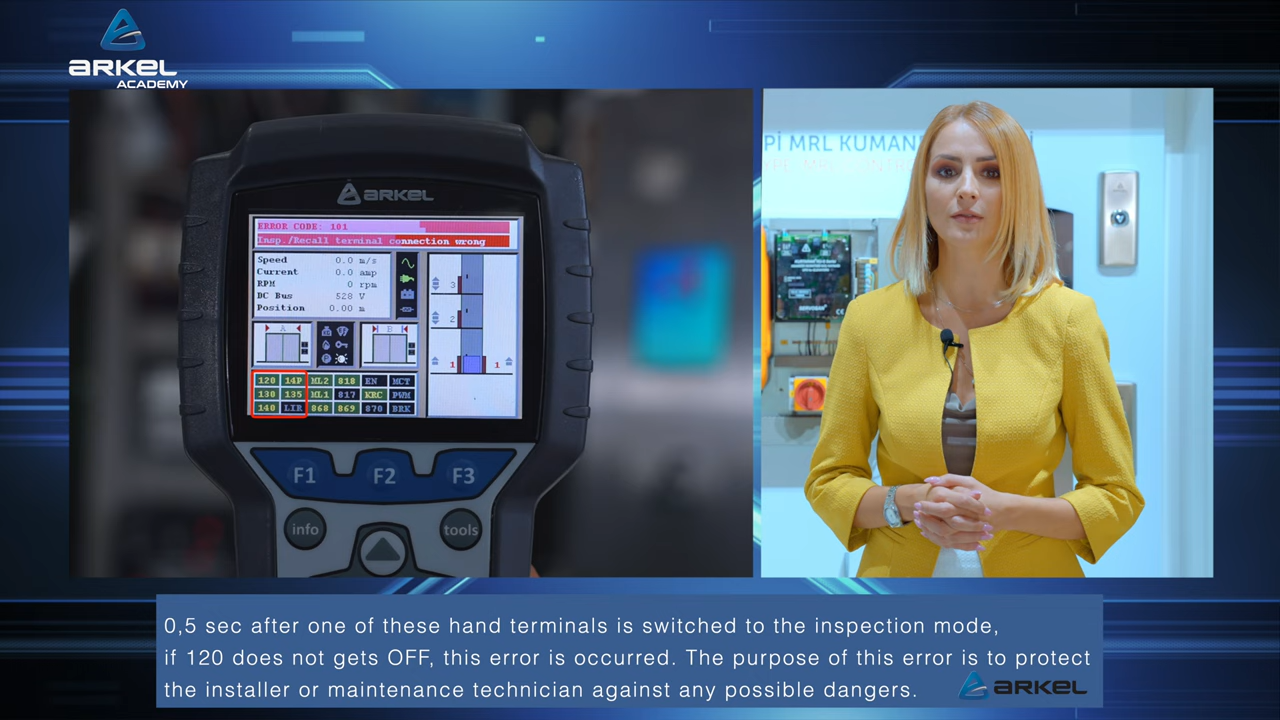 ARKEL
ACADEMY
ARKEL
ERROR CODE: 101
Insp./Recall terminal connection wrong
Speed 0.0 m/s
Current 0.0 amp
RPM 0 rpm
DC Bus 528 V
Position 0.00 m
A
B
3
2
1 1
120 14P ML2 818 EN MCT
130 135 ML1 817 KRC PWM
140 LIR 868 869 870 BRK
F1 F2 F3
info
tools
Pİ MRL KUMAN
0,5 sec after one of these hand terminals is switched to the inspection mode,
if 120 does not gets OFF, this error is occurred. The purpose of this error is to protect
the installer or maintenance technician against any possible dangers.
ARKEL